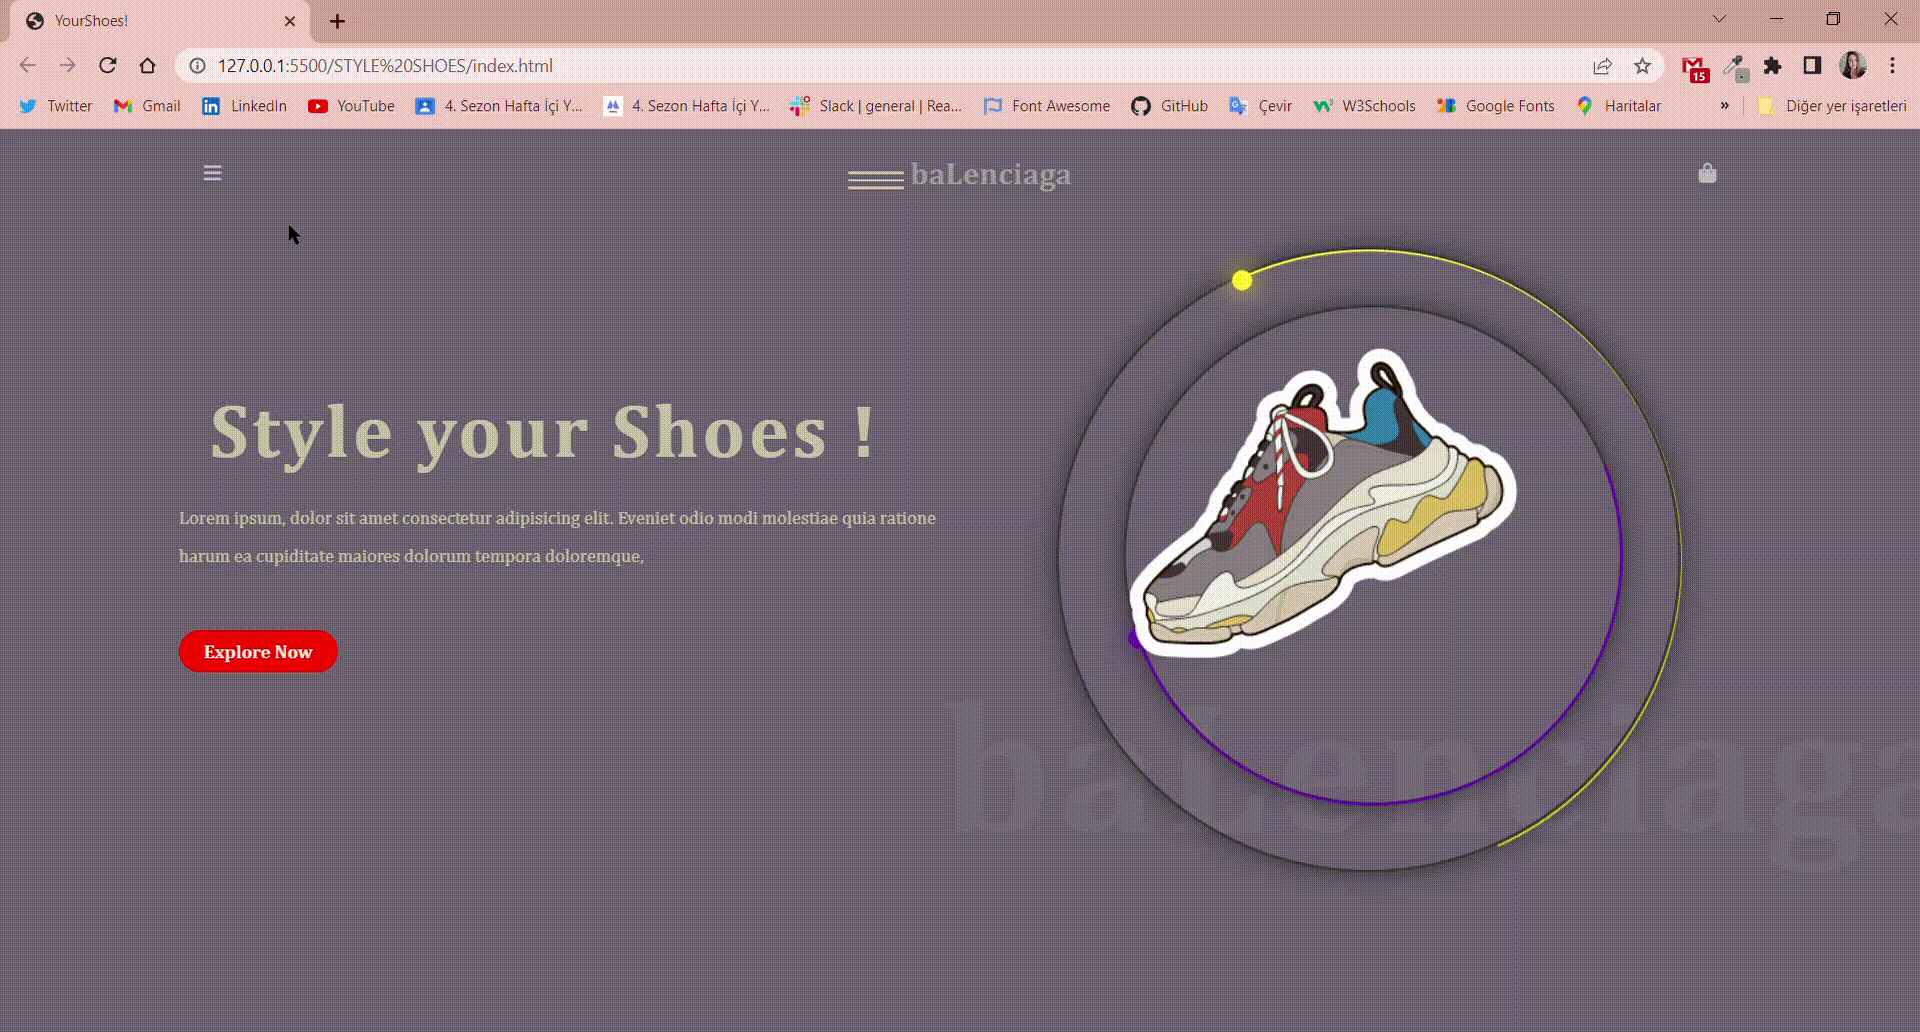 YourShoes!
127.0.0.1:5500/STYLE%20SHOES/index.html
15
Twitter Gmail LinkedIn YouTube 4. Sezon Hafta İçi Y... 4. Sezon Hafta İçi Y... Slack | general | Rea... Font Awesome GitHub Çevir W3Schools Google Fonts Haritalar » Diğer yer işaretleri
baLenciaga
Style your Shoes !
Lorem ipsum, dolor sit amet consectetur adipisicing elit. Eveniet odio modi molestiae quia ratione
harum ea cupiditate maiores dolorum tempora doloremque,
Explore Now
baLenciaga